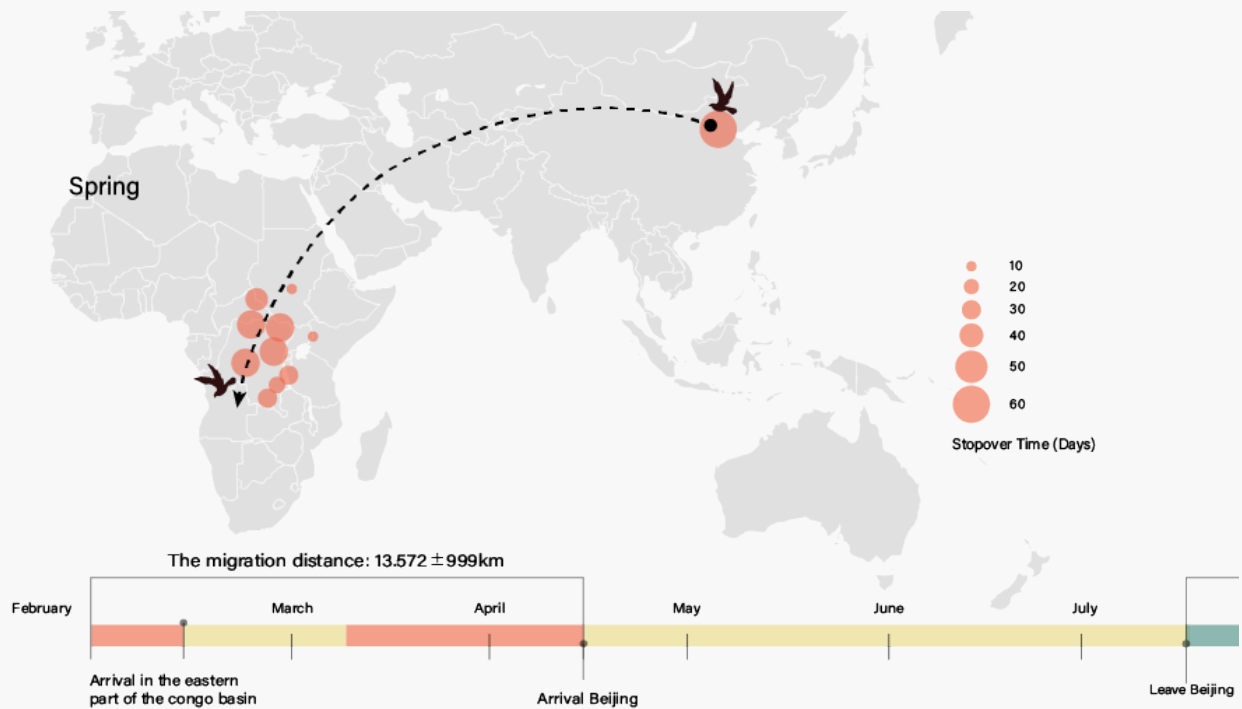 Spring
10
20
30
40
50
60
Stopover Time (Days)
The migration distance: 13.572 ±999km
February
March
April
May
June
July
Arrival in the eastern
part of the congo basin
Arrival Beijing
Leave Beijing